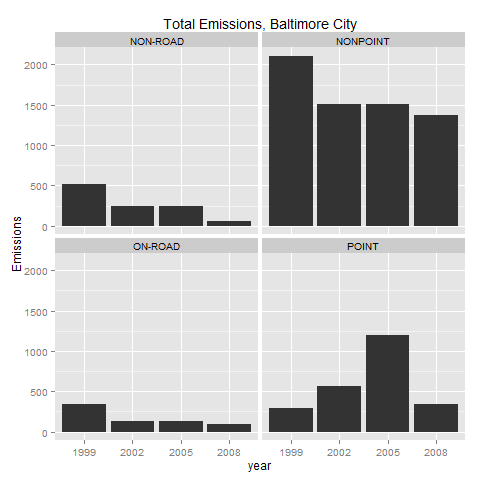 Total Emissions, Baltimore City
NON-ROAD NONPOINT
2000
1500
1000
500
0
ON-ROAD POINT
2000
1500
1000
500
0
Emissions
1999 2002 2005 2008 1999 2002 2005 2008
year